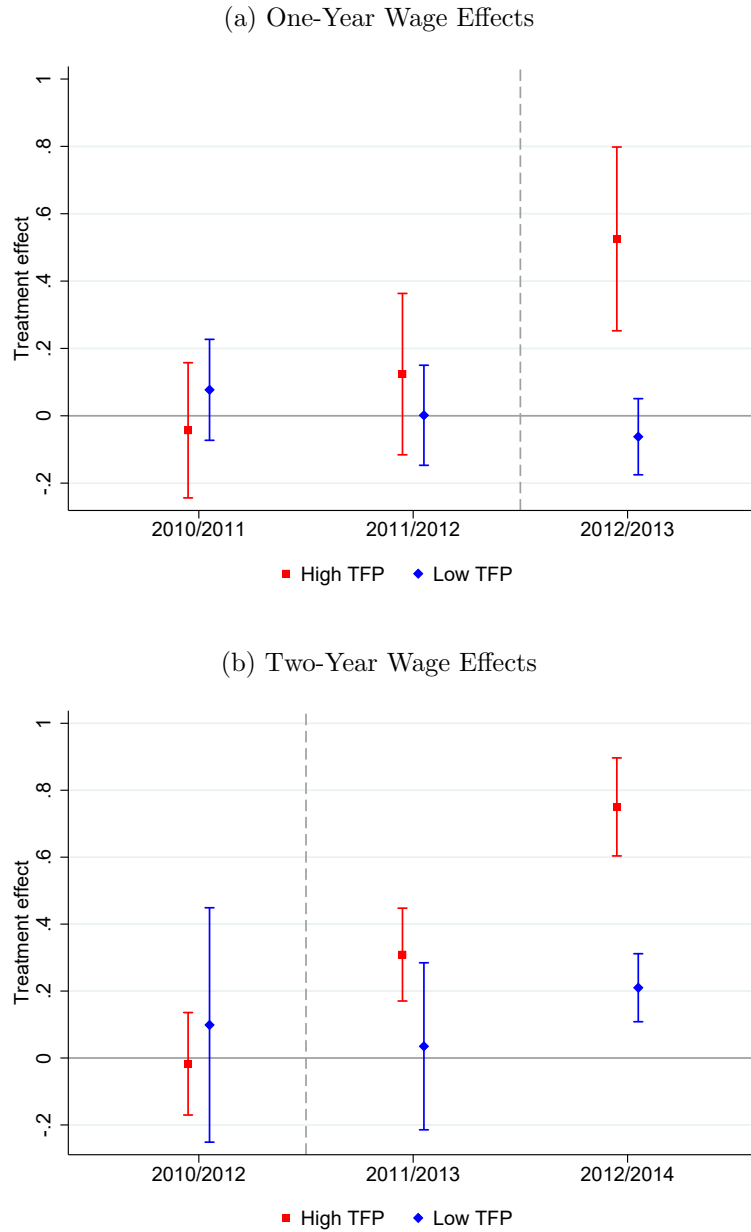 (a) One-Year Wage Effects
1
.8
.6
.4
.2
0
-.2
Treatment effect
2010/2011 2011/2012 2012/2013
High TFP Low TFP
(b) Two-Year Wage Effects
1
.8
.6
.4
.2
0
-.2
Treatment effect
2010/2012 2011/2013 2012/2014
High TFP Low TFP